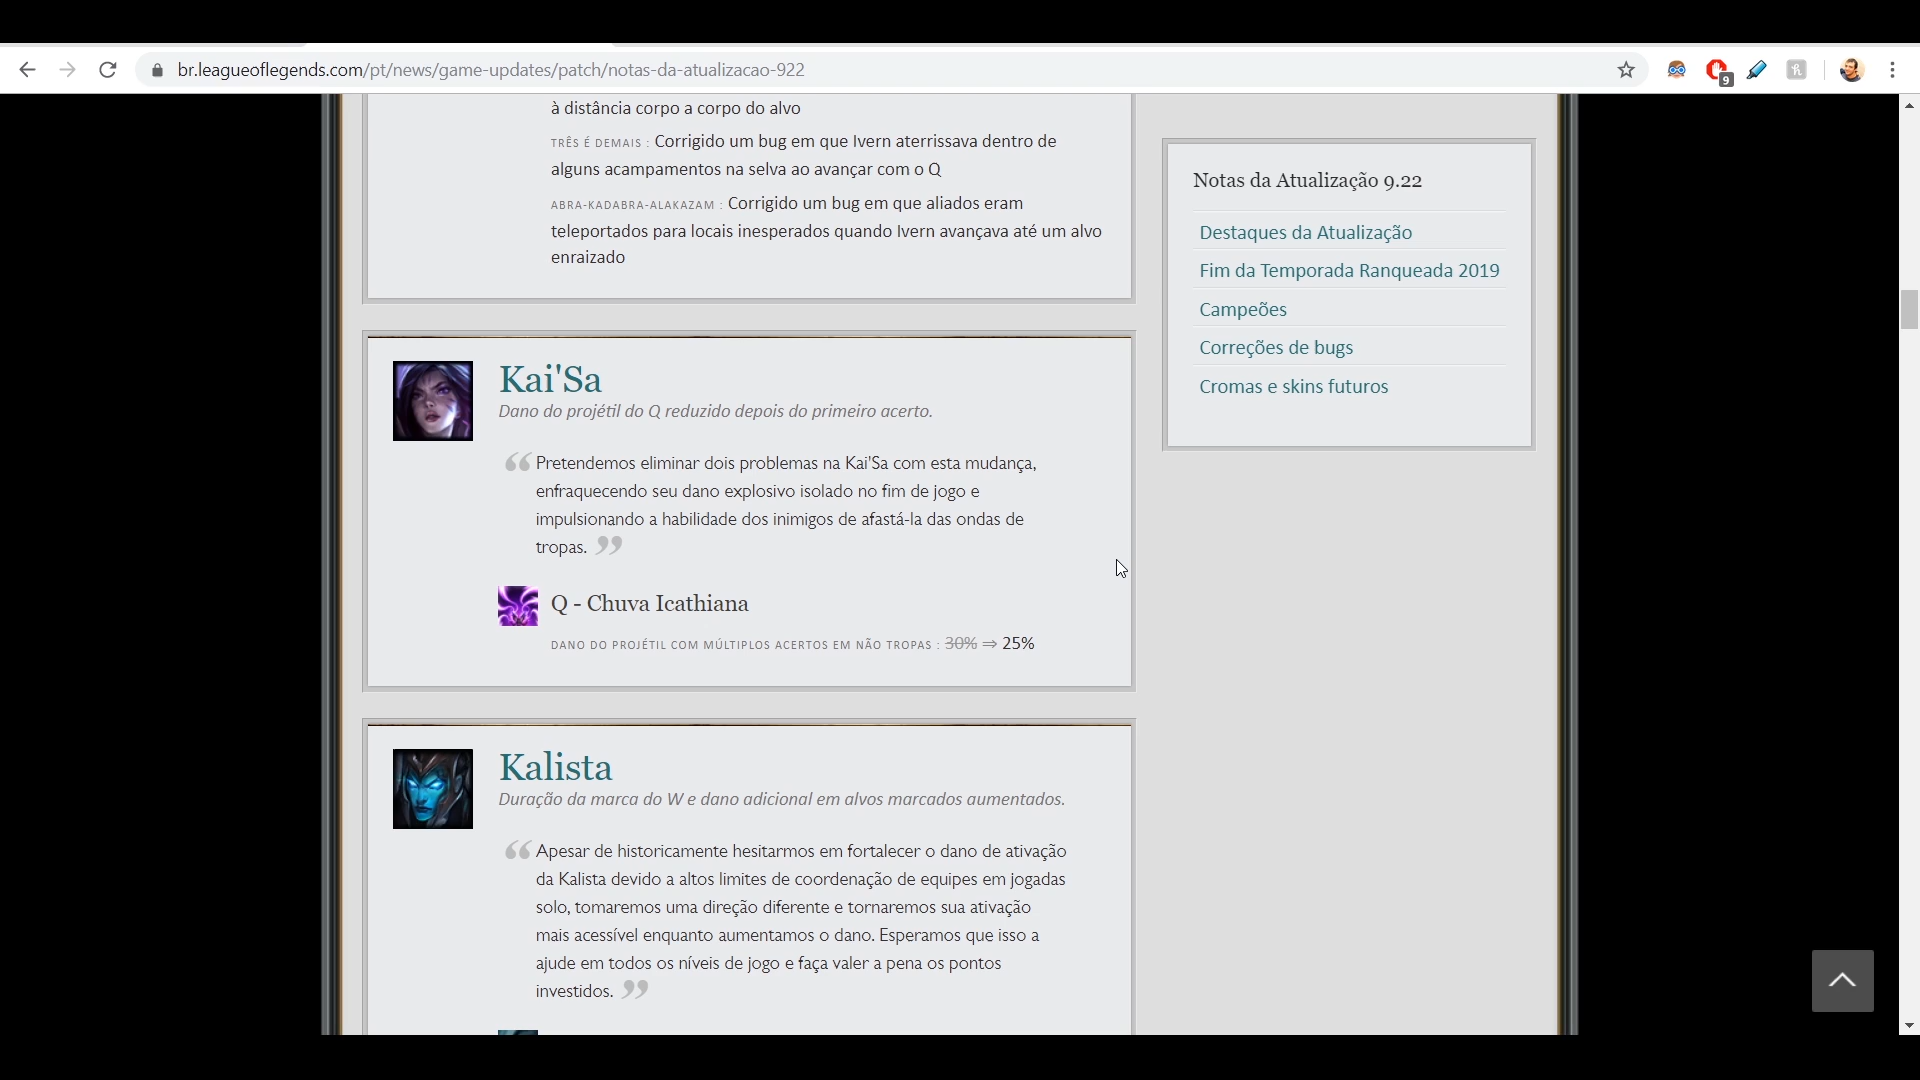 br.leagueoflegends.com/pt/news/game-updates/patch/notas-da-atualizacao-922
9
à distância corpo a corpo do alvo
TRÊS É DEMAIS : Corrigido um bug em que Ivern aterrissava dentro de
alguns acampamentos na selva ao avançar com o Q
ABRA-KADABRA-ALAKAZAM : Corrigido um bug em que aliados eram
teleportados para locais inesperados quando Ivern avançava até um alvo
enraizado
Kai'Sa
Dano do projétil do Q reduzido depois do primeiro acerto.
“ Pretendemos eliminar dois problemas na Kai'Sa com esta mudança,
enfraquecendo seu dano explosivo isolado no fim de jogo e
impulsionando a habilidade dos inimigos de afastá-la das ondas de
tropas. ”
Q - Chuva Icathiana
DANO DO PROJÉTIL COM MÚLTIPLOS ACERTOS EM NÃO TROPAS : 30% ⇒ 25%
Kalista
Duração da marca do W e dano adicional em alvos marcados aumentados.
“ Apesar de historicamente hesitarmos em fortalecer o dano de ativação
da Kalista devido a altos limites de coordenação de equipes em jogadas
solo, tomaremos uma direção diferente e tornaremos sua ativação
mais acessível enquanto aumentamos o dano. Esperamos que isso a
ajude em todos os níveis de jogo e faça valer a pena os pontos
investidos. ”
Notas da Atualização 9.22
Destaques da Atualização
Fim da Temporada Ranqueada 2019
Campeões
Correções de bugs
Cromas e skins futuros